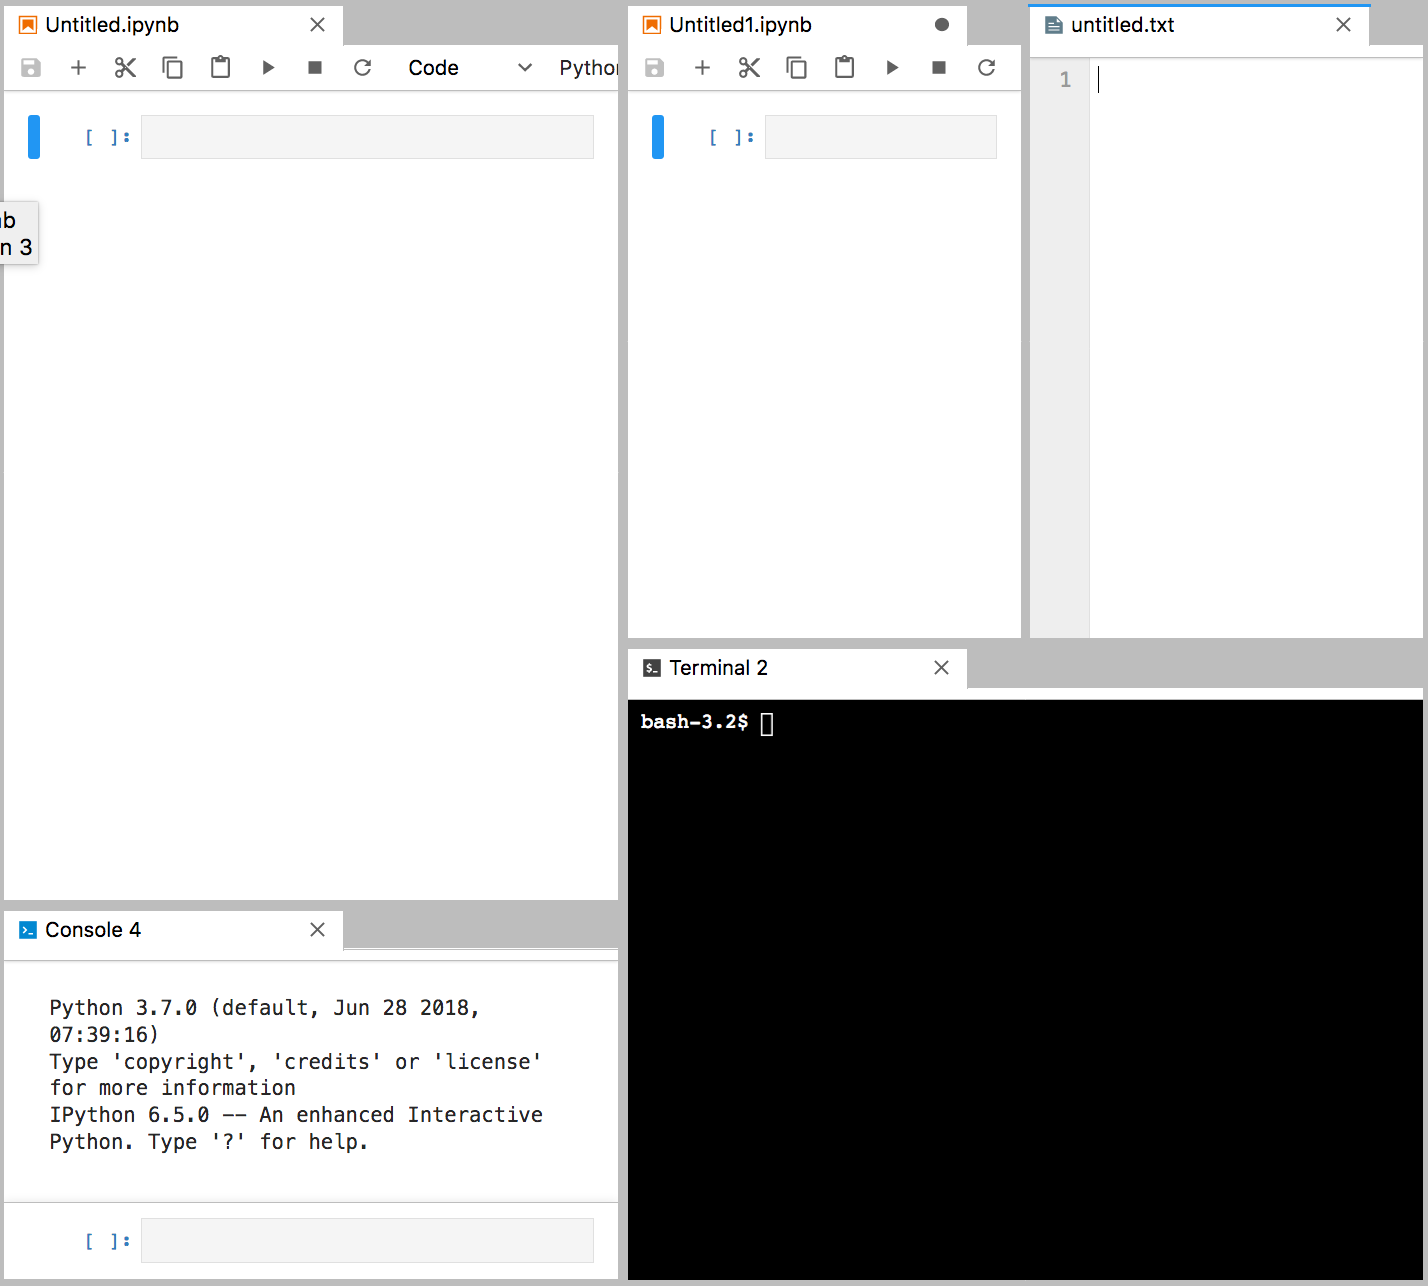 Untitled.ipynb
Code
[ ]:
n 3
Console 4
Python 3.7.0 (default, Jun 28 2018,
07:39:16)
Type 'copyright', 'credits' or 'license'
for more information
IPython 6.5.0 -- An enhanced Interactive
Python. Type '?' for help.
[ ]:
Untitled1.ipynb
[ ]:
untitled.txt
1
Terminal 2
bash-3.2$